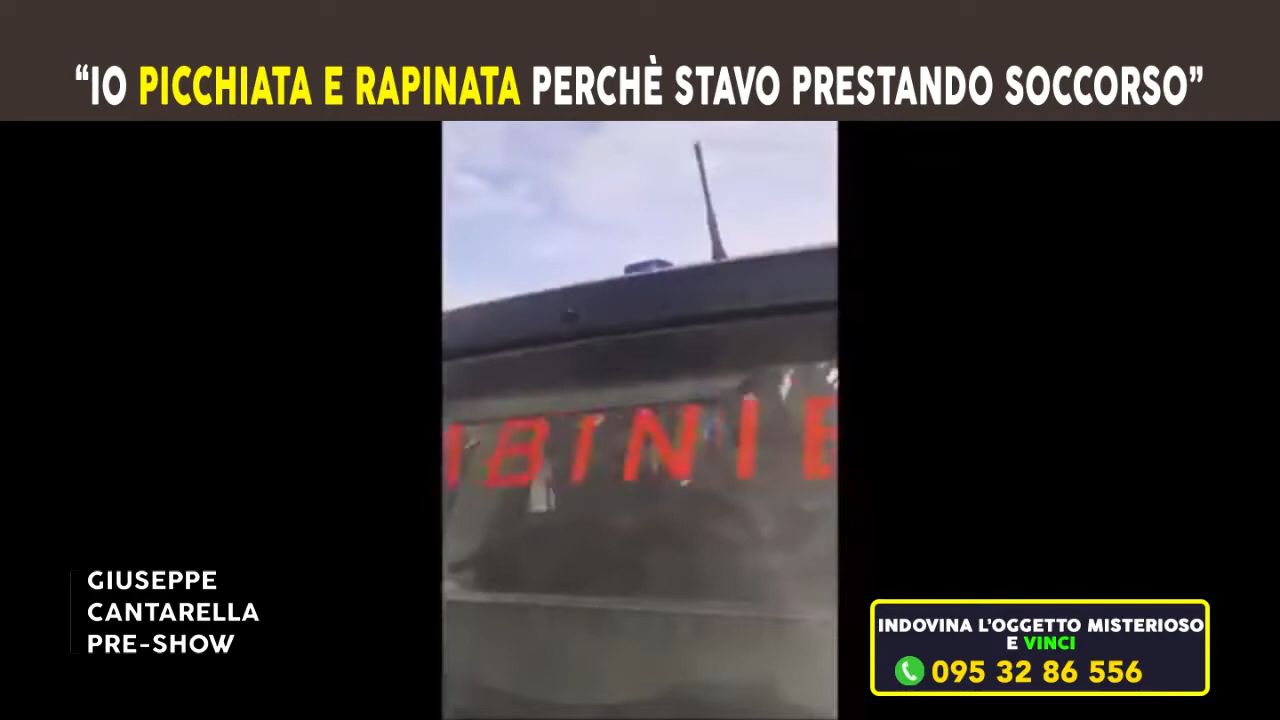 “IO PICCHIATA E RAPINATA PERCHÈ STAVO PRESTANDO SOCCORSO”
BINIE
GIUSEPPE
CANTARELLA
PRE-SHOW
INDOVINA L’OGGETTO MISTERIOSO
E VINCI
095 32 86 556